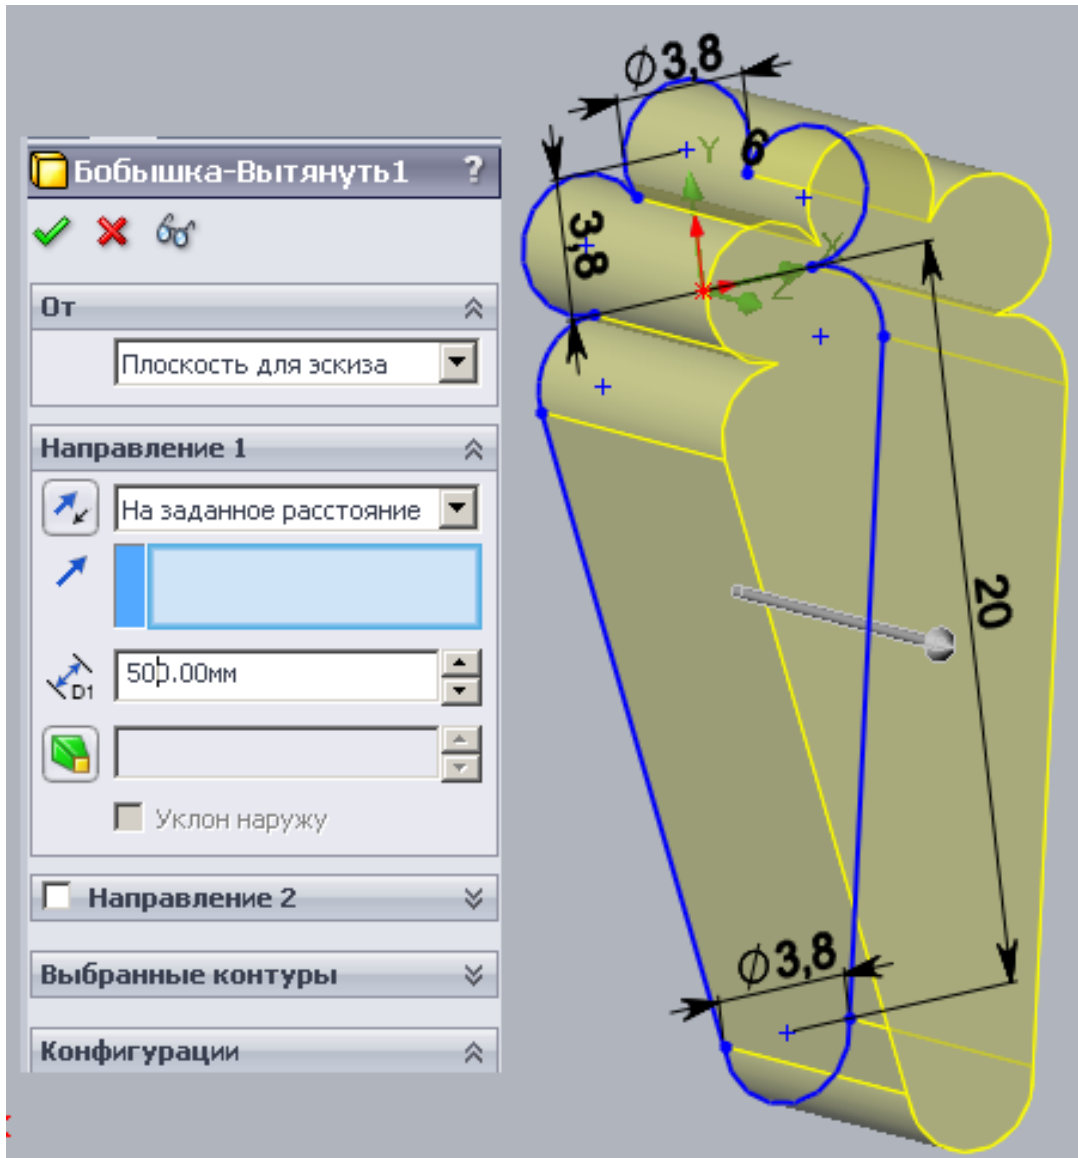 Бобышка-Вытянуть1 ?
От
Плоскость для эскиза
Направление 1
На заданное расстояние
D1
500.00мм
Уклон наружу
Направление 2
Выбранные контуры
Конфигурации
Ø3,8
6
Y
3,8
X
Z
20
Ø3,8